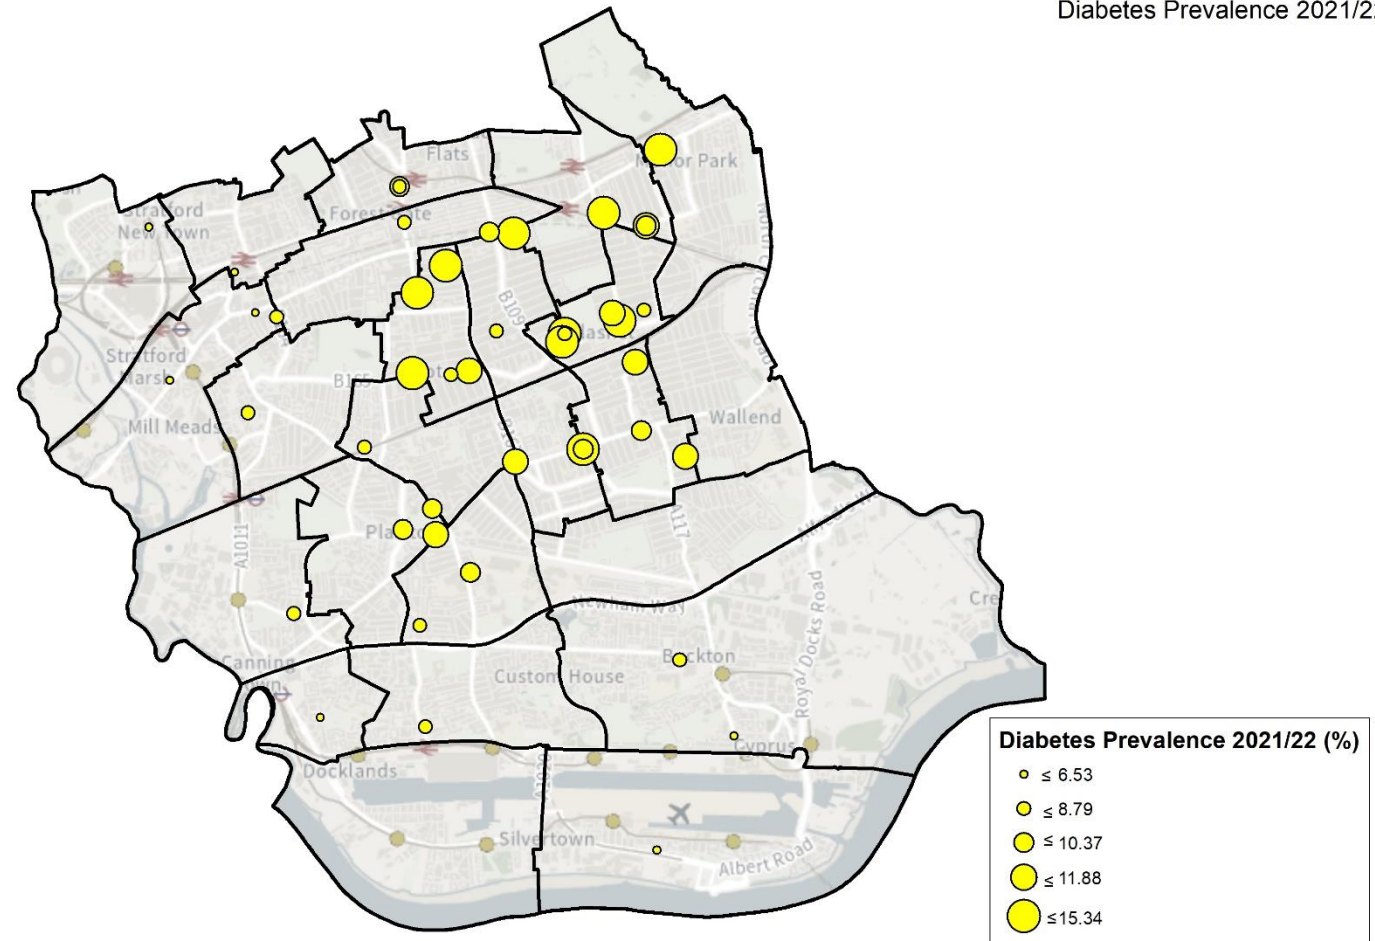 Diabetes Prevalence 2021/2
Flats
Park
Stratford
New Town
Forest Gate
B109
Stratford
Marsh
B165
Mill Meads
Wallend
A1011
A117
Newham Way
Royal Docks Road
Cre
Beckton
Canning
Town
Custom House
Cyprus
Docklands
Silvertown
Albert Road
Diabetes Prevalence 2021/22 (%)
≤ 6.53
≤ 8.79
≤ 10.37
≤ 11.88
≤15.34